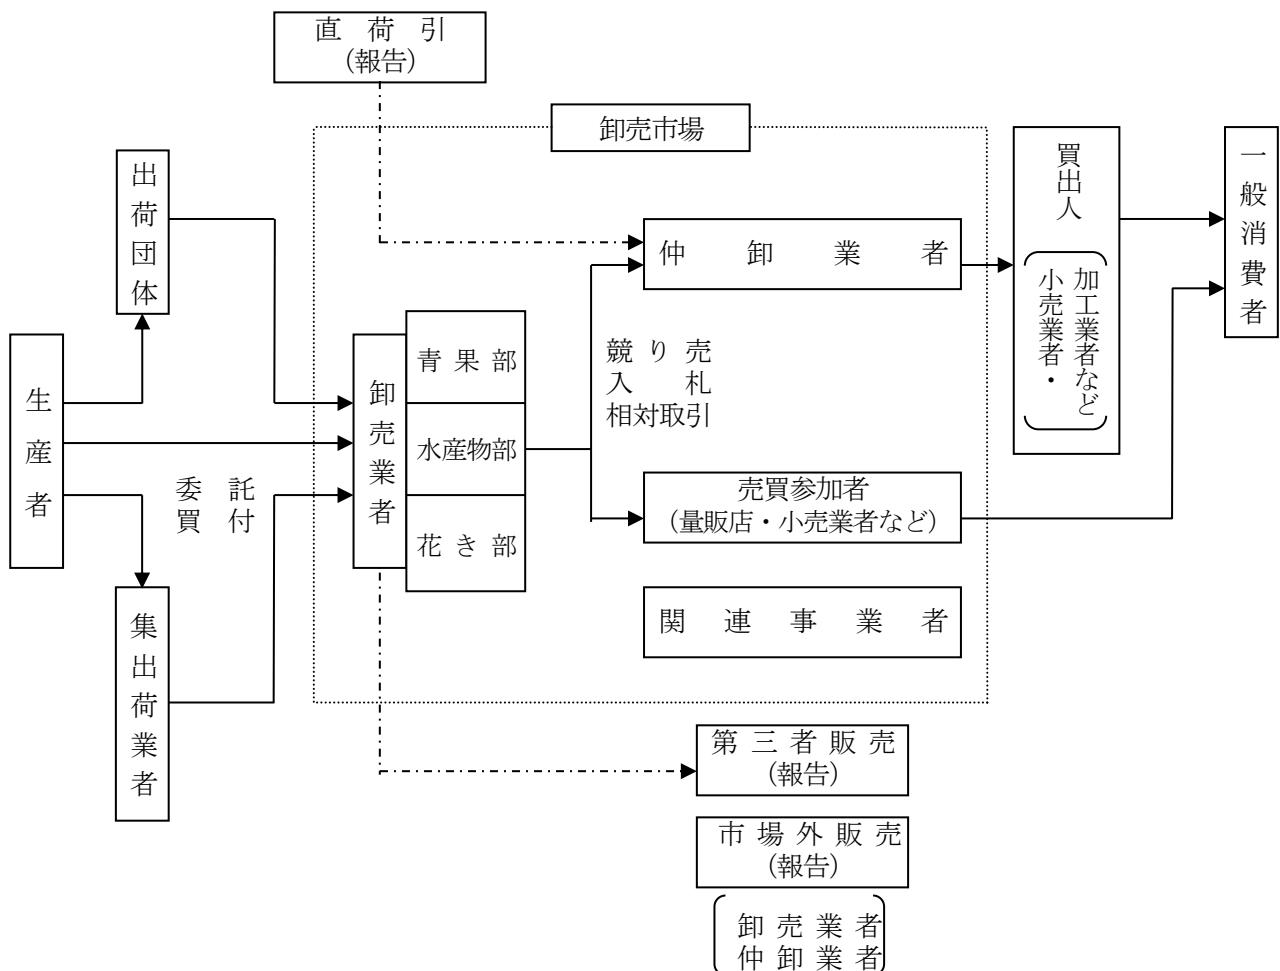 直荷引
（報告）
卸売市場
出荷団体
生産者
集出荷業者
委託
買付
卸売業者
青果部
水産物部
花き部
競り売
入札
相対取引
仲卸業者
売買参加者
（量販店・小売業者など）
関連事業者
買出人
小売業者・
加工業者など
一般消費者
第三者販売
（報告）
市場外販売
（報告）
卸売業者
仲卸業者